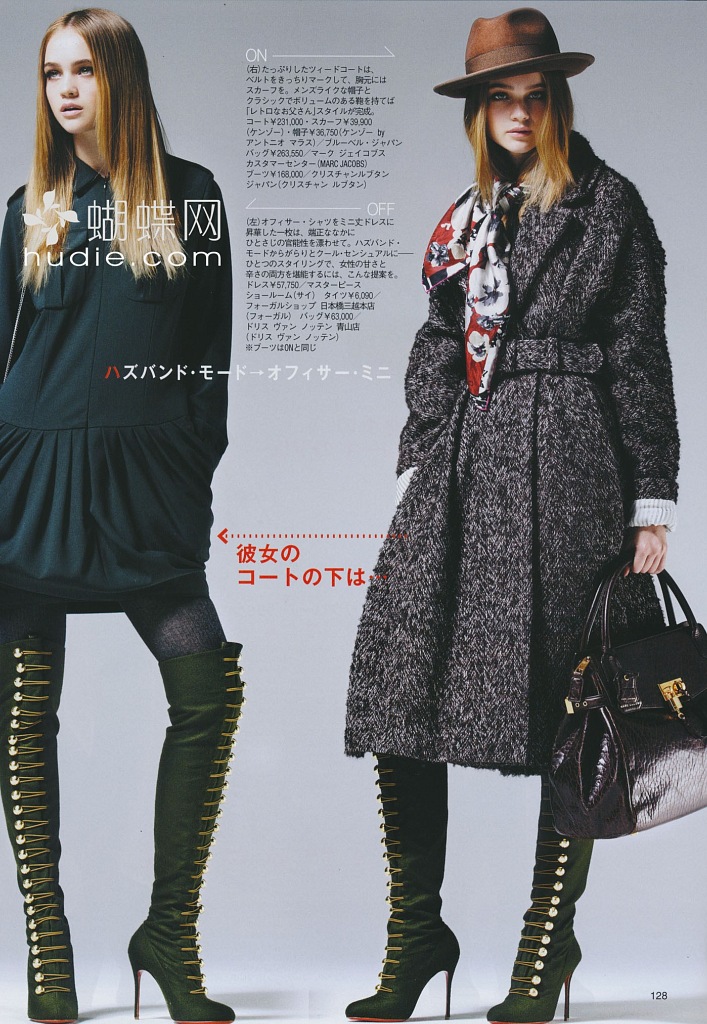 ON
(右)たっぷりしたツィードコートは、
ベルトをきっちりマークして、胸元には
スカーフを。メンズライクな帽子と
クラシックでボリュームのある鞄を持てば
「レトロなお父さん」スタイルが完成。
コート¥231,000・スカーフ¥39,900
(ケンゾー)・帽子¥36,750(ケンゾー by
アントニオ マラス)/ブルーベル・ジャパン
バッグ¥263,550/マーク ジェイコブス
カスタマーセンター(MARC JACOBS)
ブーツ¥168,000/クリスチャンルブタン
ジャパン(クリスチャン ルブタン)
OFF
(左)オフィサー・シャツをミニ丈ドレスに
昇華した一枚は、端正ななかに
ひとさじの官能性を漂わせて。ハズバンド・
モードからがらりとクール・センシュアルに——
ひとつのスタイリングで、女性の甘さと
辛さの両方を堪能するには、こんな提案を。
ドレス¥57,750/マスターピース
ショールーム(サイ) タイツ¥6,090/
フォーガルショップ 日本橋三越本店
(フォーガル) バッグ¥63,000/
ドリス ヴァン ノッテン 青山店
(ドリス ヴァン ノッテン)
※ブーツはONと同じ
蝴蝶网
hudie.com
ハズバンド・モード→オフィサー・ミニ
彼女の
コートの下は…
128